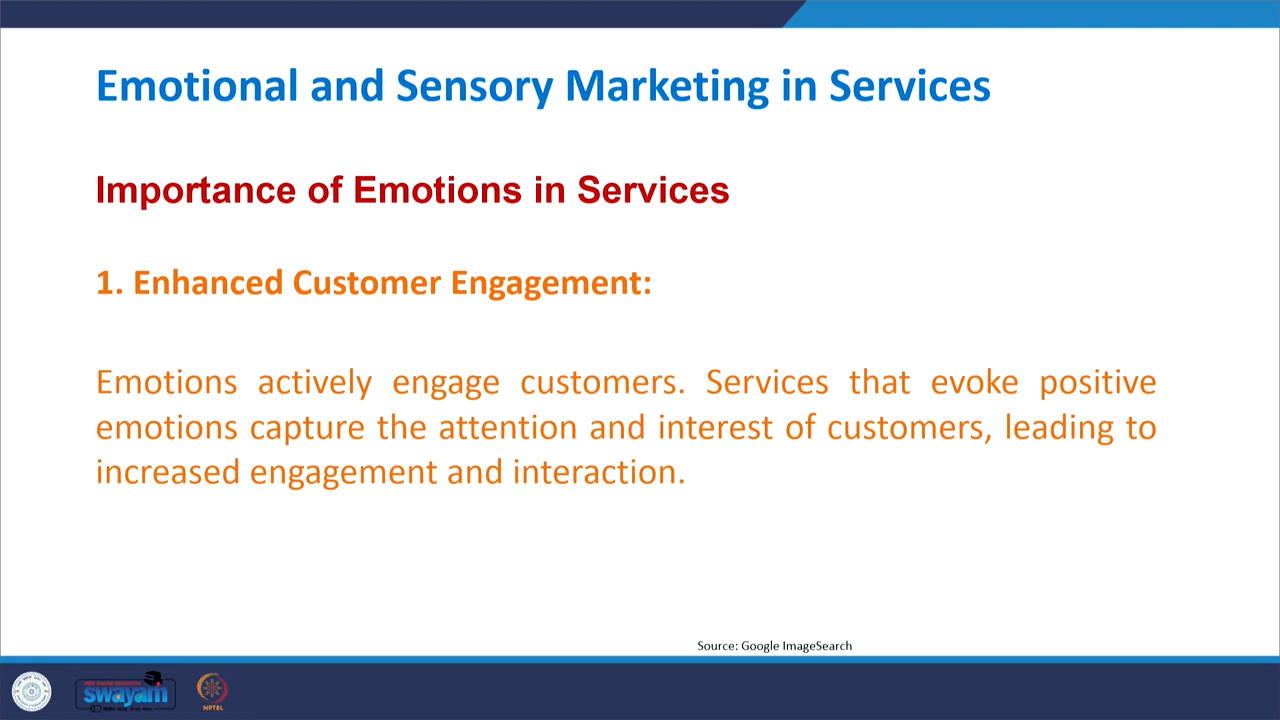 Emotional and Sensory Marketing in Services
Importance of Emotions in Services
1. Enhanced Customer Engagement:
Emotions actively engage customers. Services that evoke positive
emotions capture the attention and interest of customers, leading to
increased engagement and interaction.
Source: Google ImageSearch
swayam
NPTEL